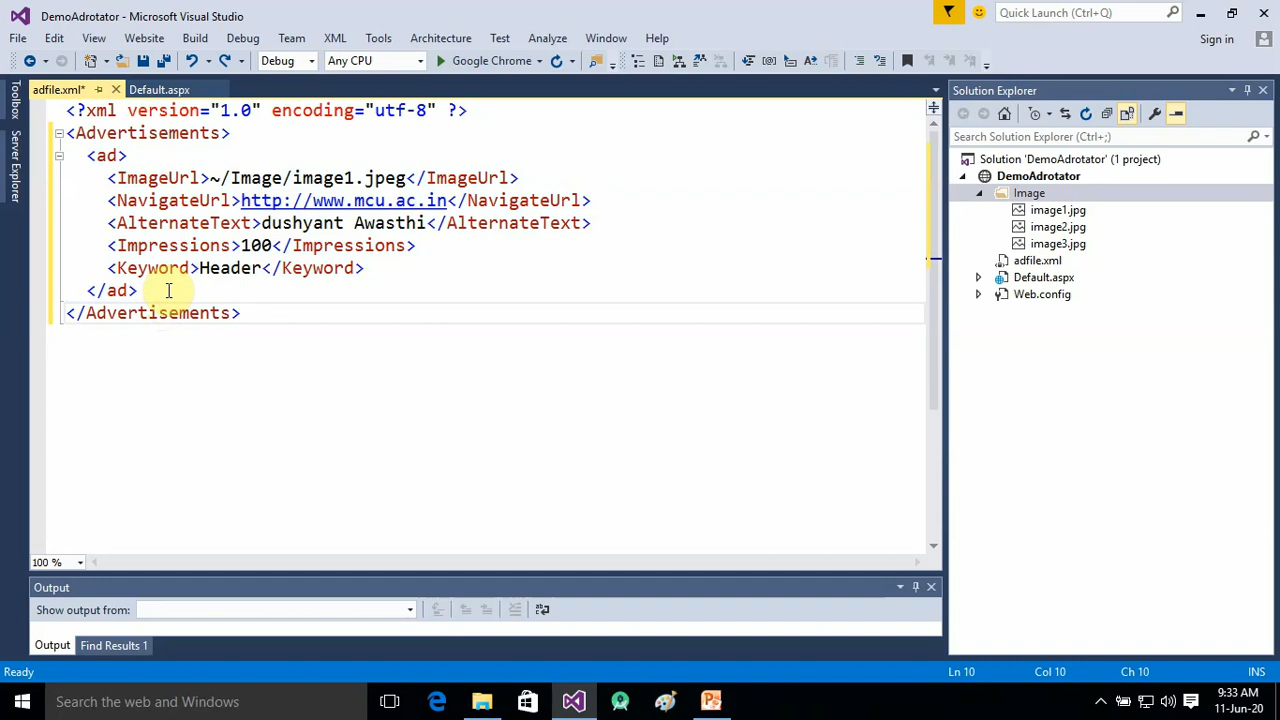 DemoAdrotator - Microsoft Visual Studio
Quick Launch (Ctrl+Q)
File Edit View Website Build Debug Team XML Tools Architecture Test Analyze Window Help
Sign in
Debug Any CPU Google Chrome
adfile.xml* Default.aspx
Toolbox
Server Explorer
<?xml version="1.0" encoding="utf-8" ?>
<Advertisements>
<ad>
<ImageUrl>~/Image/image1.jpeg</ImageUrl>
<NavigateUrl>http://www.mcu.ac.in</NavigateUrl>
<AlternateText>dushyant Awasthi</AlternateText>
<Impressions>100</Impressions>
<Keyword>Header</Keyword>
</ad>
</Advertisements>
100 %
Solution Explorer
Search Solution Explorer (Ctrl+;)
Solution 'DemoAdrotator' (1 project)
DemoAdrotator
Image
image1.jpg
image2.jpg
image3.jpg
adfile.xml
Default.aspx
Web.config
Output
Show output from:
Output Find Results 1
Ready Ln 10 Col 10 Ch 10 INS
Search the web and Windows
9:33 AM
11-Jun-20